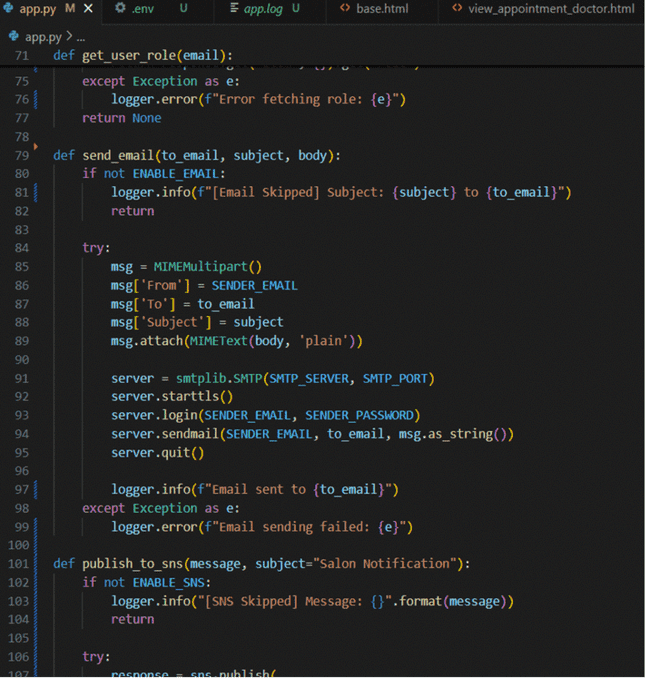 app.py M .env U app.log U base.html view_appointment_doctor.html
app.py > ...
71 def get_user_role(email):
75 except Exception as e:
76 logger.error(f"Error fetching role: {e}")
77 return None
78
79 def send_email(to_email, subject, body):
80 if not ENABLE_EMAIL:
81 logger.info(f"[Email Skipped] Subject: {subject} to {to_email}")
82 return
83
84 try:
85 msg = MIMEMultipart()
86 msg['From'] = SENDER_EMAIL
87 msg['To'] = to_email
88 msg['Subject'] = subject
89 msg.attach(MIMEText(body, 'plain'))
90
91 server = smtplib.SMTP(SMTP_SERVER, SMTP_PORT)
92 server.starttls()
93 server.login(SENDER_EMAIL, SENDER_PASSWORD)
94 server.sendmail(SENDER_EMAIL, to_email, msg.as_string())
95 server.quit()
96
97 logger.info(f"Email sent to {to_email}")
98 except Exception as e:
99 logger.error(f"Email sending failed: {e}")
100
101 def publish_to_sns(message, subject="Salon Notification"):
102 if not ENABLE_SNS:
103 logger.info("[SNS Skipped] Message: {}".format(message))
104 return
105
106 try:
107 response = sns.publish(